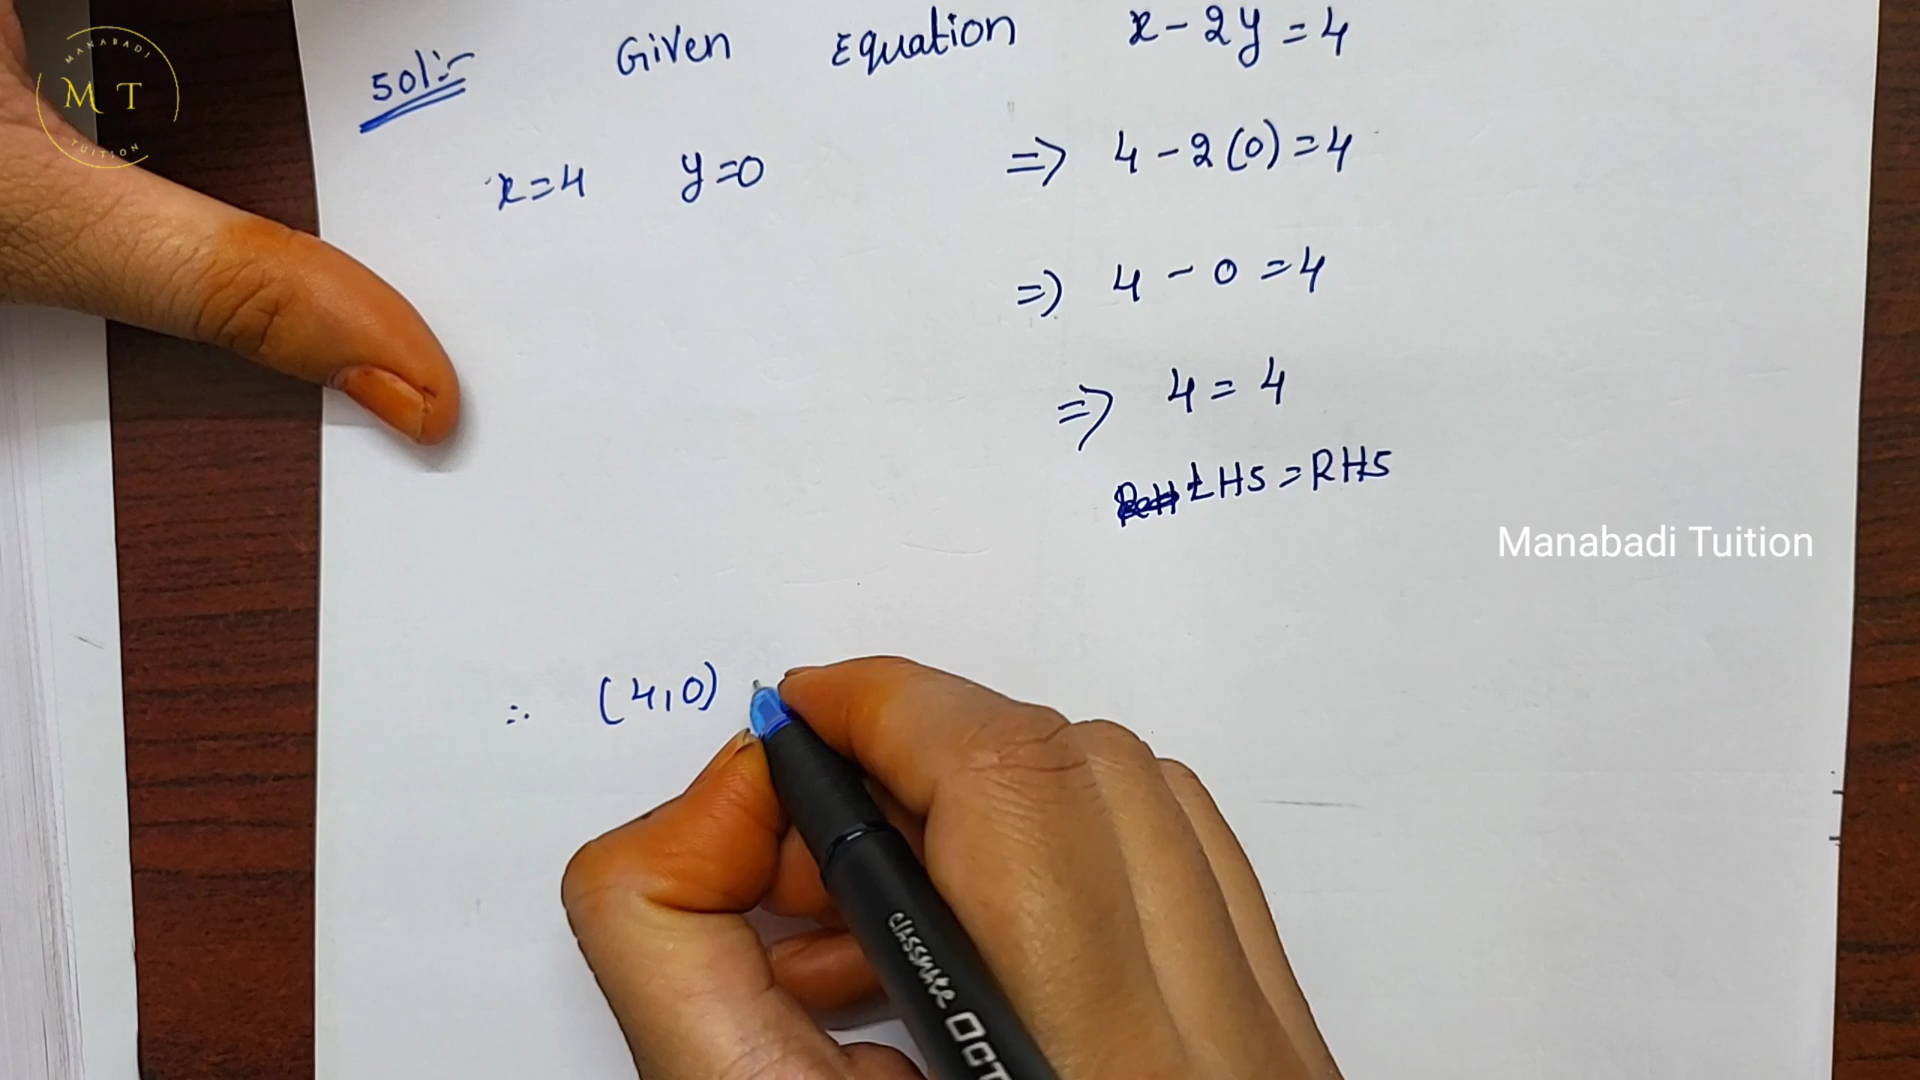 MANABADI
M T
TUITION
Sol:- Given Equation x - 2y = 4
x = 4 y = 0 => 4 - 2(0) = 4
=> 4 - 0 = 4
=> 4 = 4
LHS = RHS
Manabadi Tuition
∴ (4,0)
classmate OCT